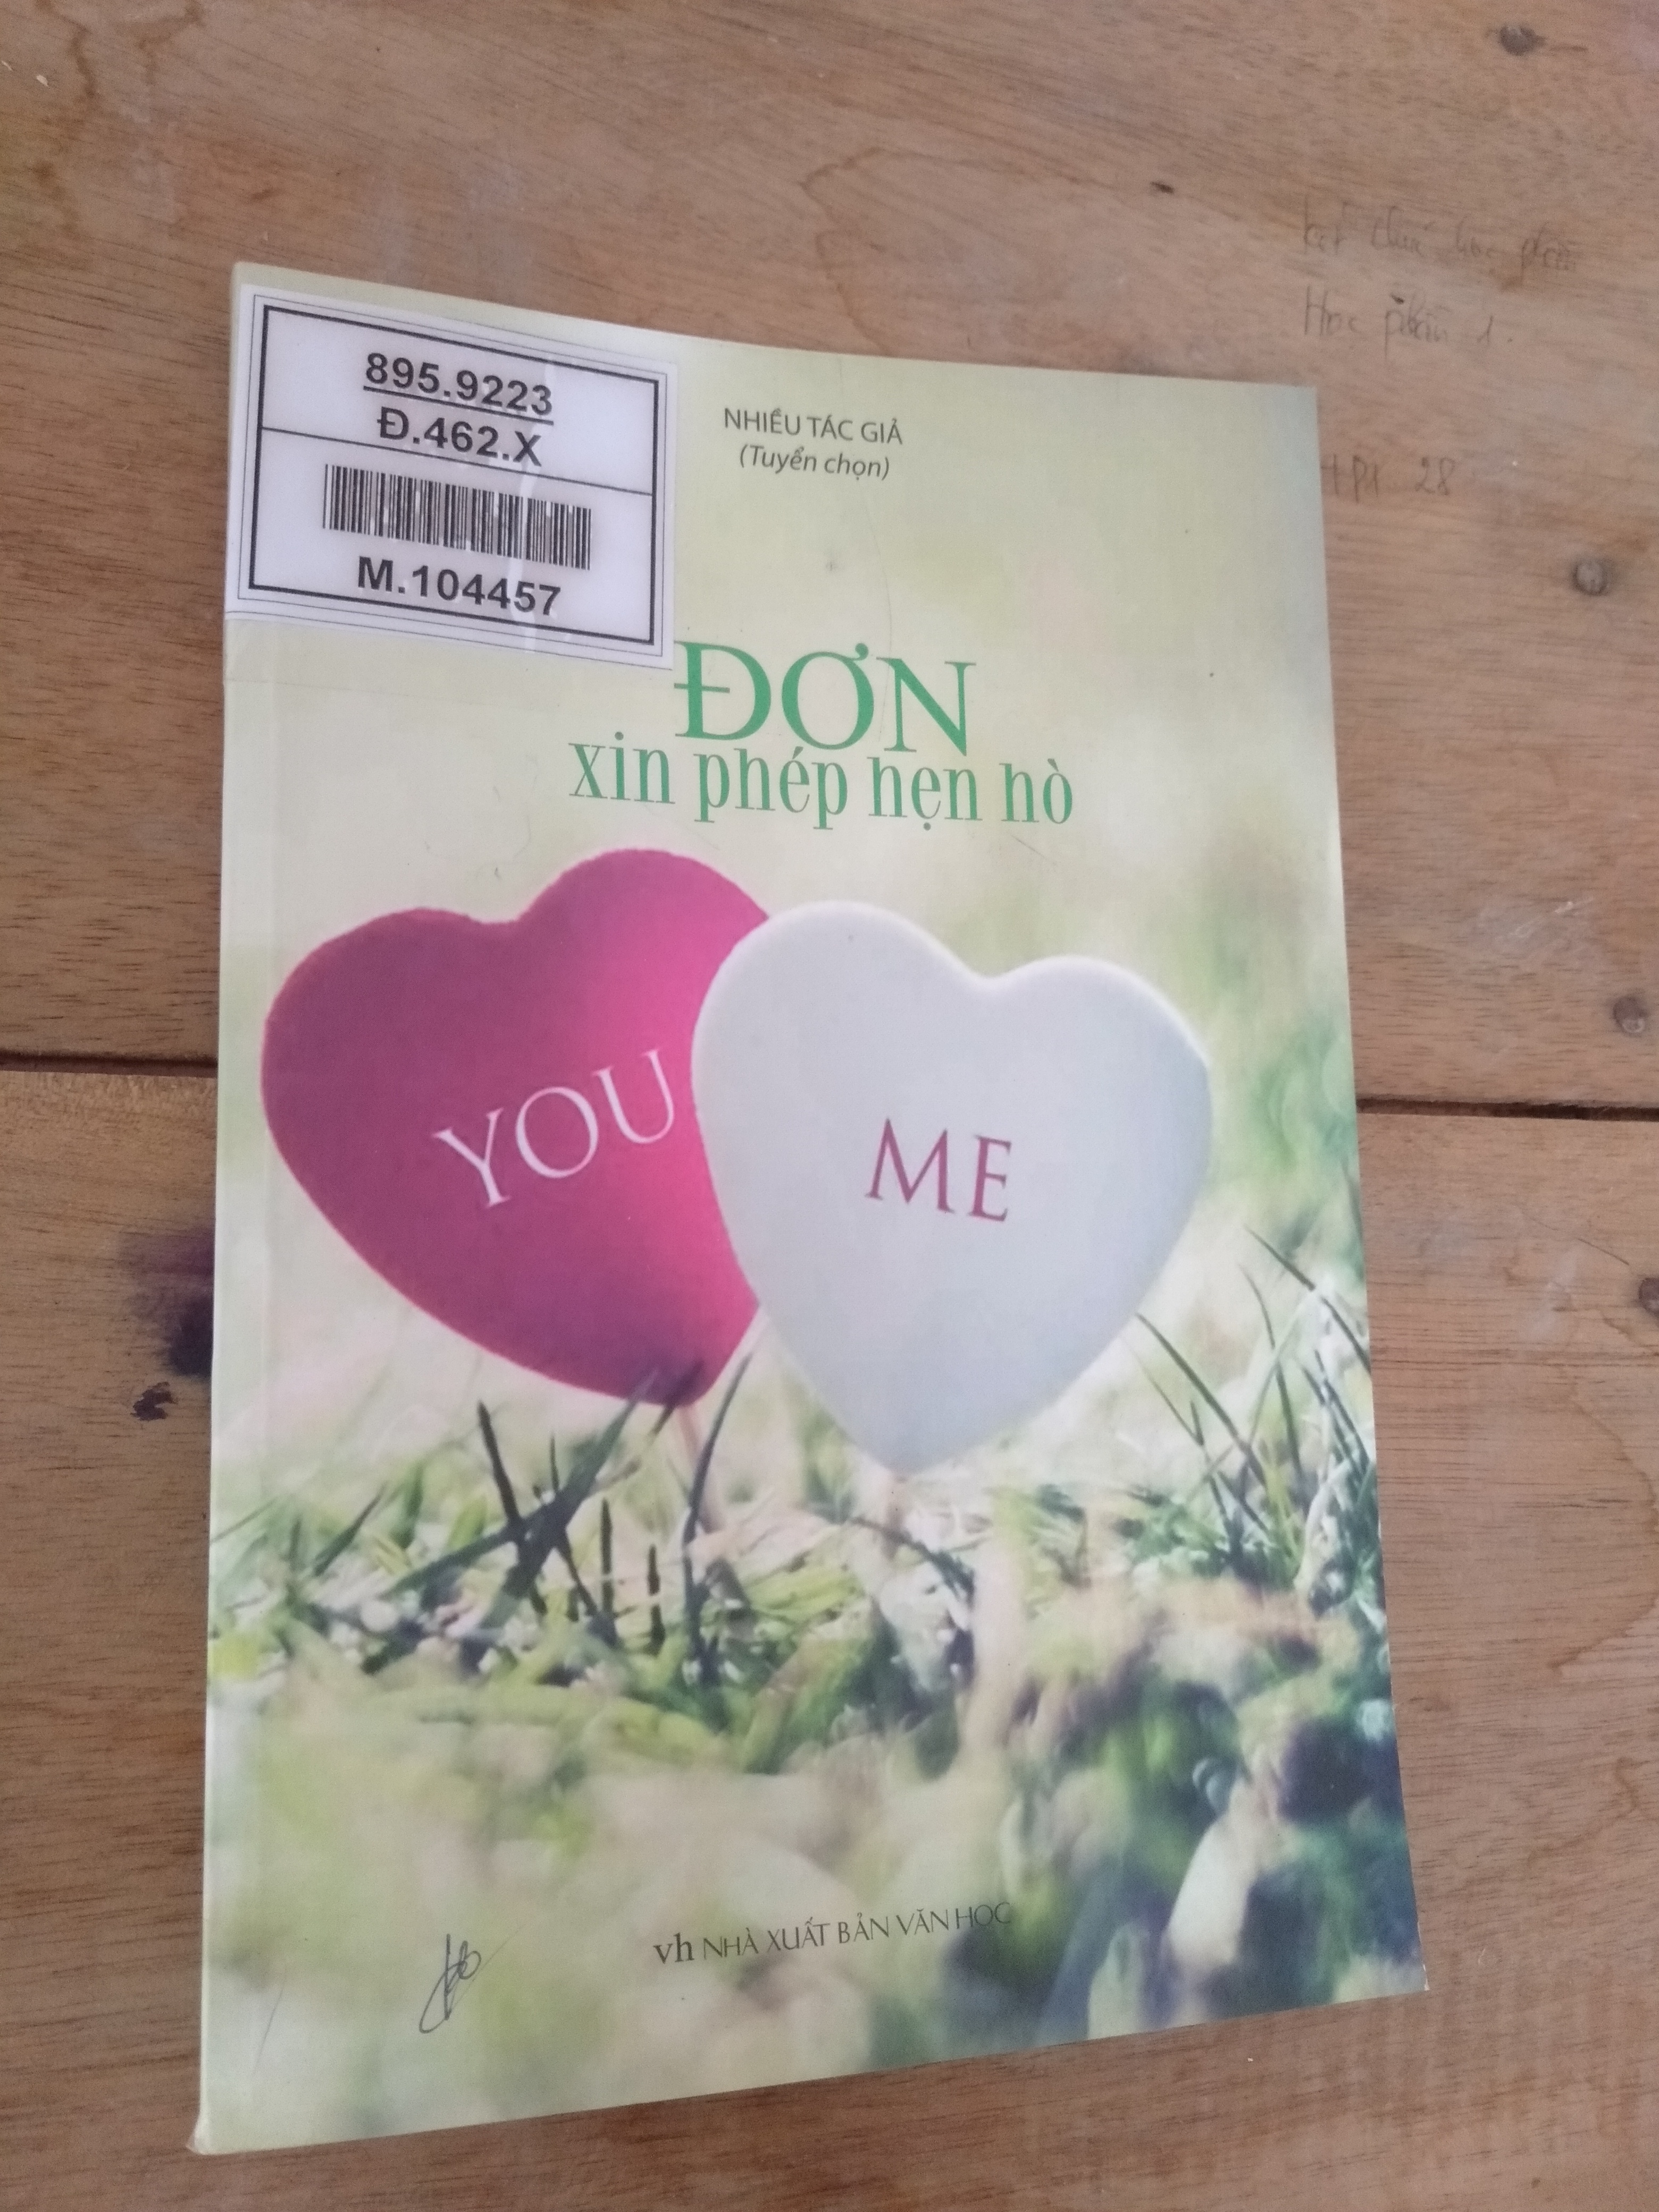 895.9223
Đ.462.X
M.104457
NHIỀU TÁC GIẢ
(Tuyển chọn)
ĐƠN
xin phép hẹn hò
YOU
ME
vh NHÀ XUẤT BẢN VĂN HỌC
Học phần 1.
28